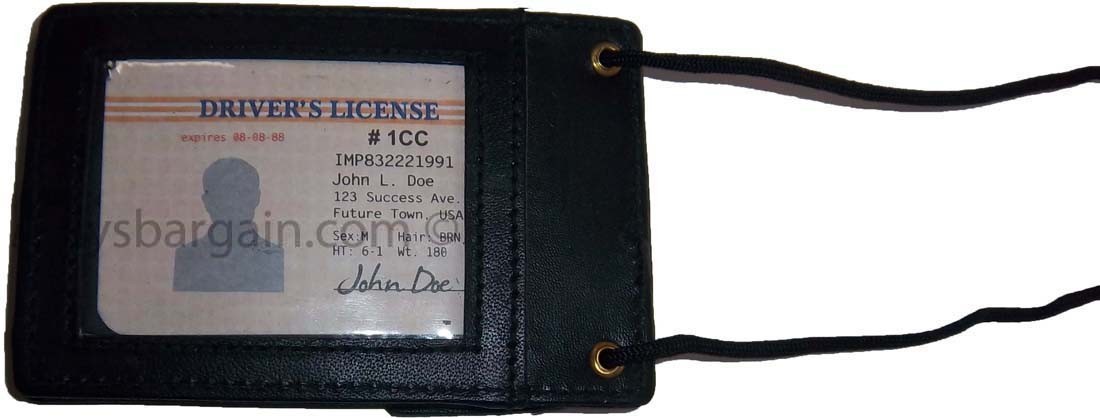 DRIVER'S LICENSE
expires 08-08-88
# 1CC
IMP832221991
John L. Doe
123 Success Ave.
Future Town, USA
ysbargain.com ©
Sex:M Hair: BRN
HT: 6-1 Wt. 180
John Doe